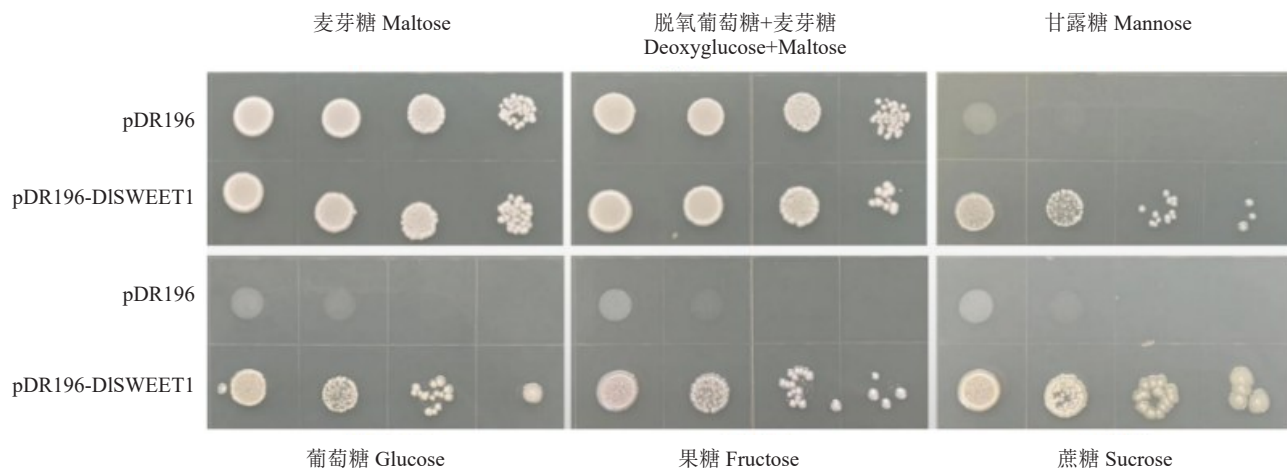 麦芽糖 Maltose
脱氧葡萄糖+麦芽糖
Deoxyglucose+Maltose
甘露糖 Mannose
pDR196
pDR196-DlSWEET1
pDR196
pDR196-DlSWEET1
葡萄糖 Glucose
果糖 Fructose
蔗糖 Sucrose